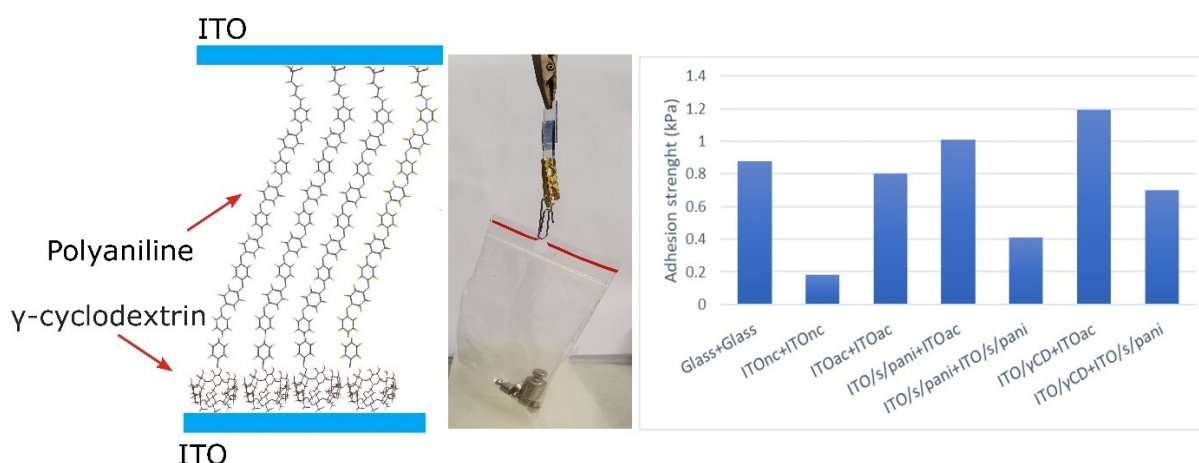 ITO
Polyaniline
γ-cyclodextrin
ITO
Adhesion strenght (kPa)
1.4
1.2
1
0.8
0.6
0.4
0.2
0
Glass+Glass
ITOnc+ITOnc
ITOac+ITOac
ITO/s/pani+ITOac
ITO/s/pani+ITO/s/pani
ITO/γCD+ITOac
ITO/γCD+ITO/s/pani